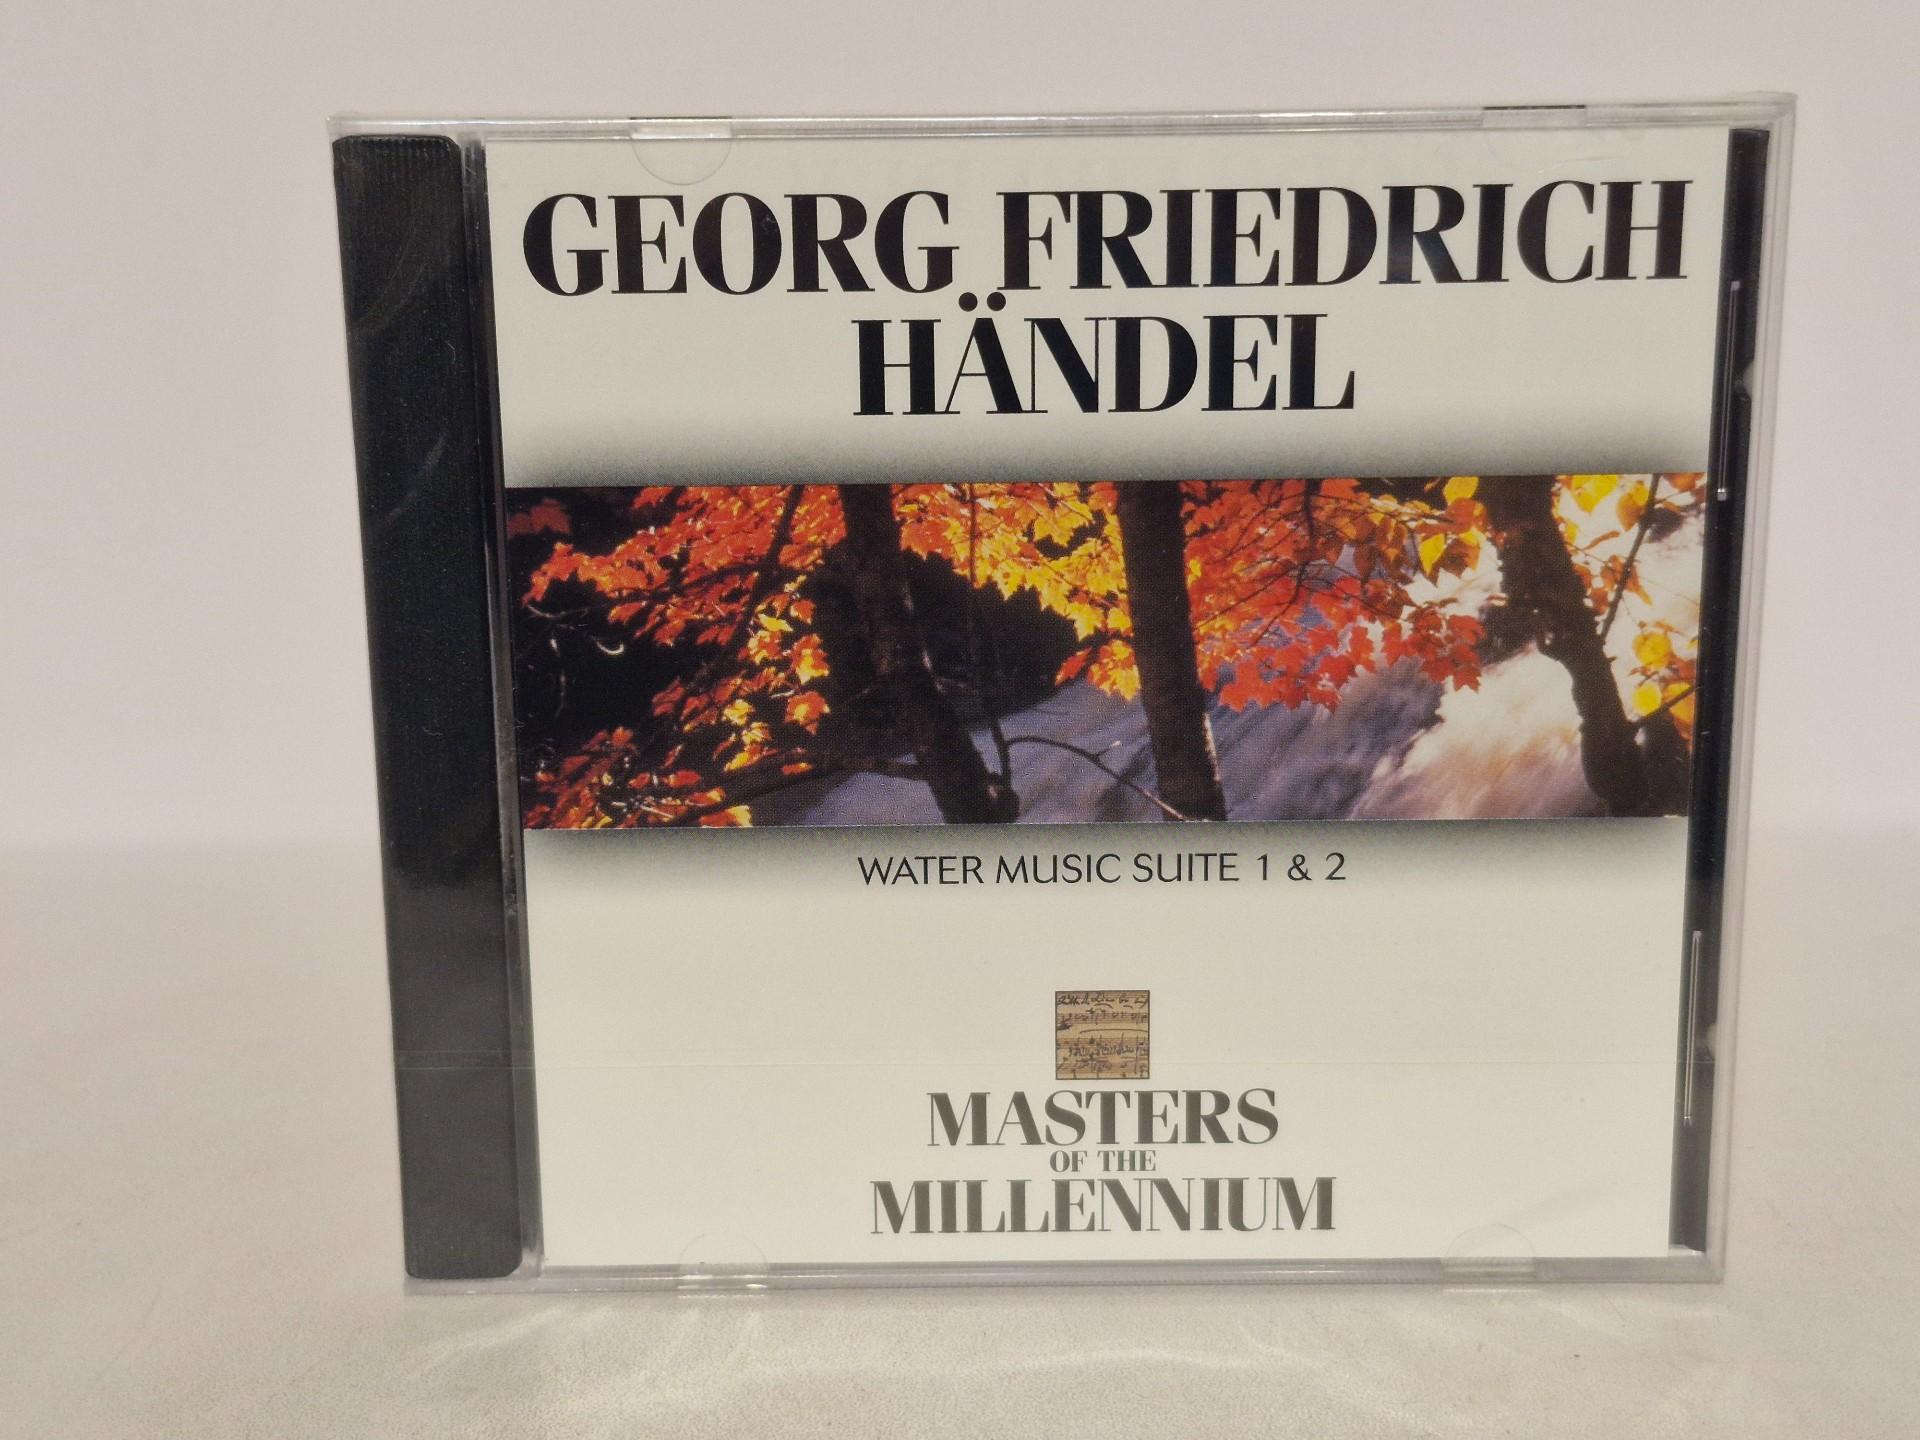 GEORG FRIEDRICH
HÄNDEL
WATER MUSIC SUITE 1 & 2
MASTERS
OF THE
MILLENNIUM